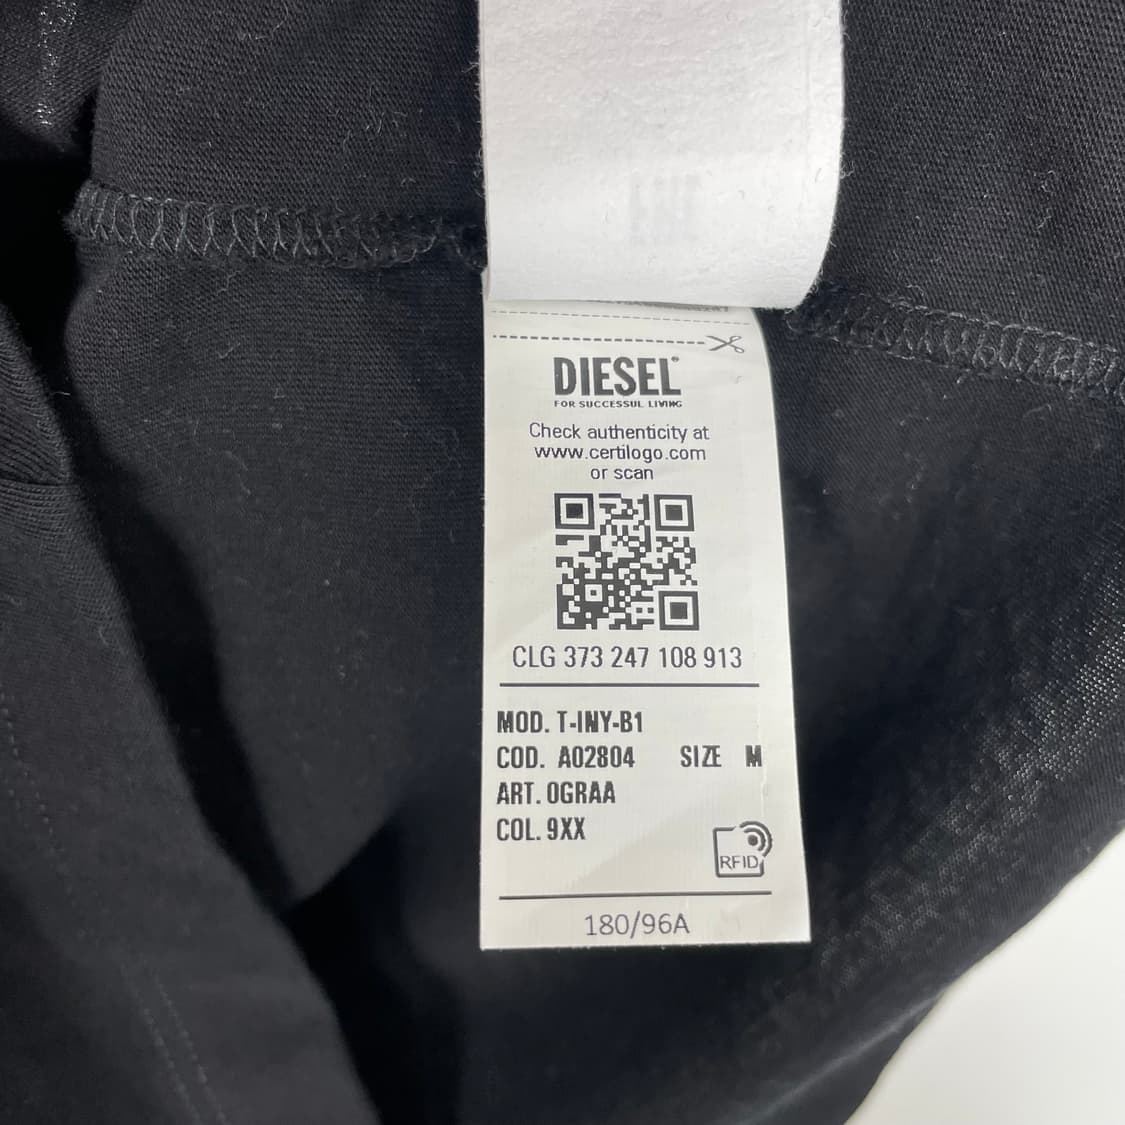 DIESEL®
FOR SUCCESSUL LIVING
Check authenticity at
www.certilogo.com
or scan
CLG 373 247 108 913
MOD. T-INY-B1
COD. A02804 SIZE M
ART. 0GRAA
COL. 9XX
RFID
180/96A